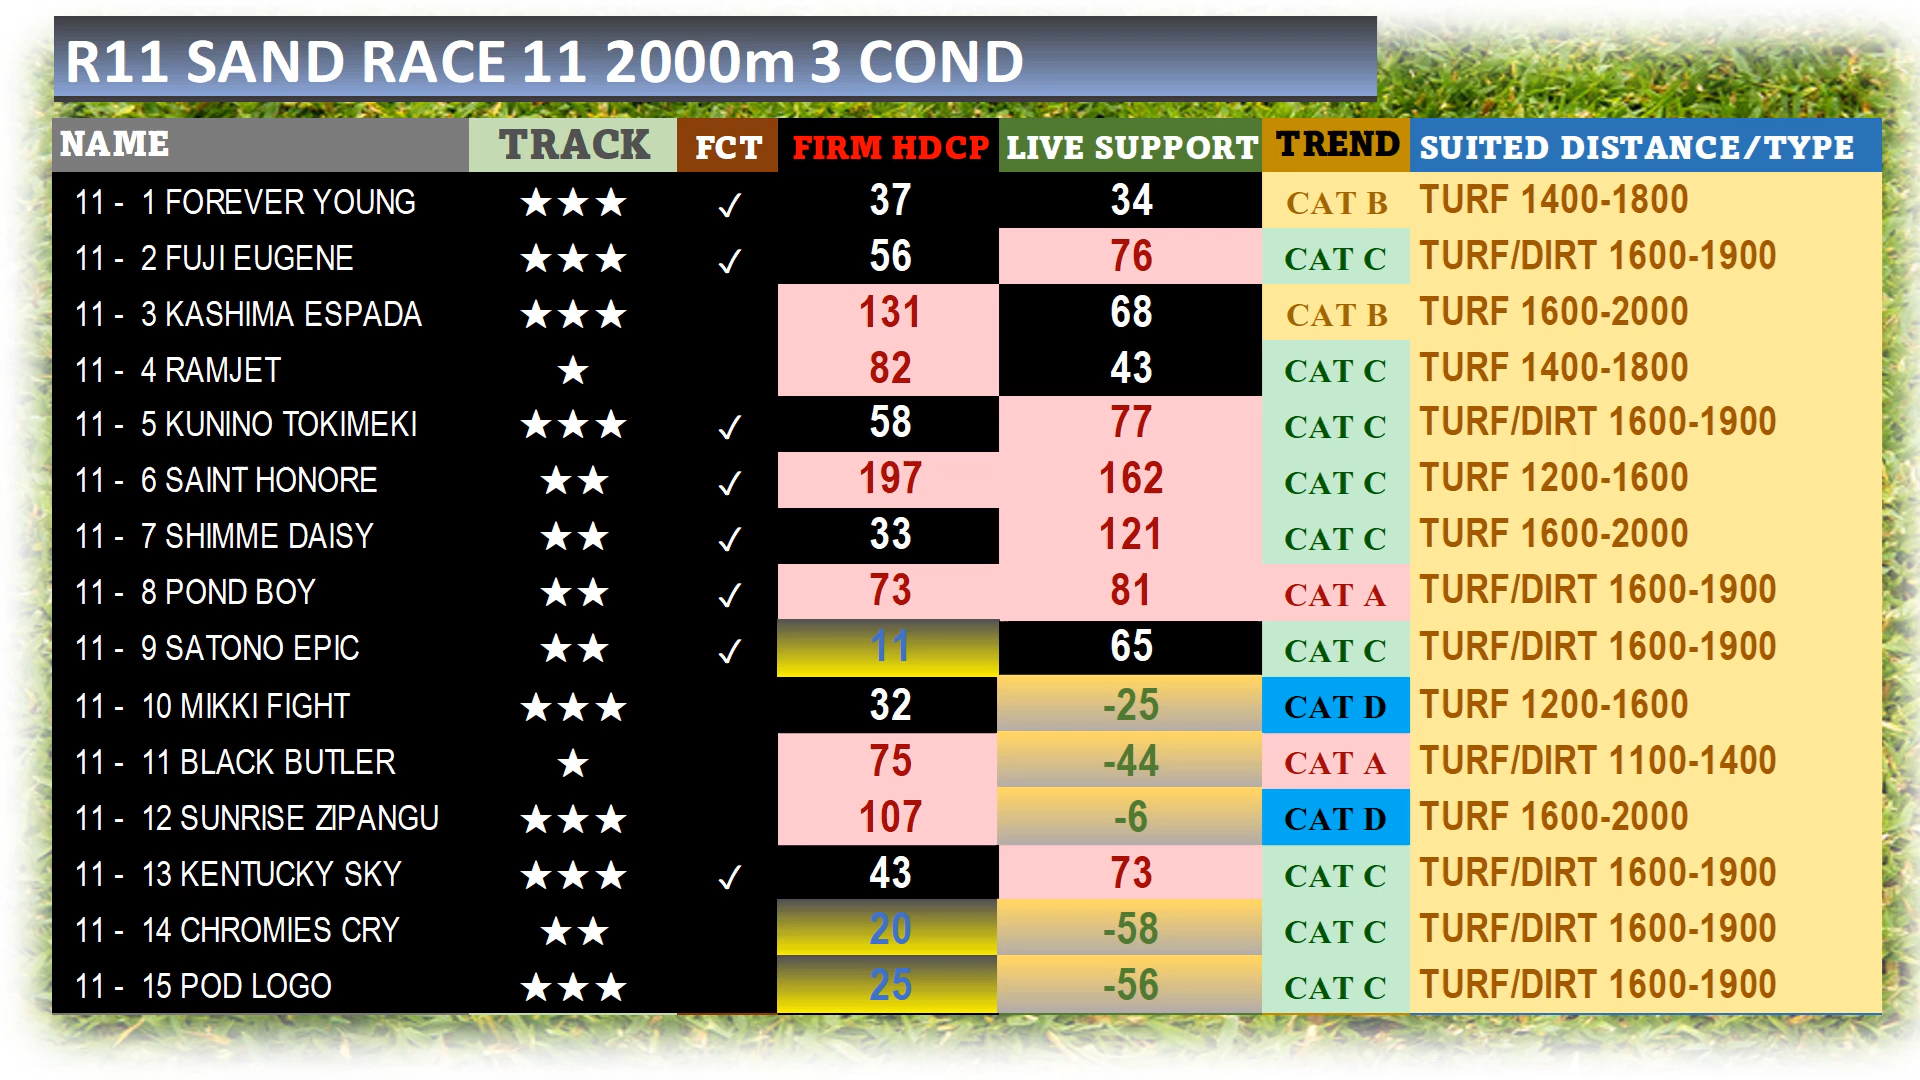 R11 SAND RACE 11 2000m 3 COND
NAME TRACK FCT FIRM HDCP LIVE SUPPORT TREND SUITED DISTANCE/TYPE
11 - 1 FOREVER YOUNG ★★★ ✓ 37 34 CAT B TURF 1400-1800
11 - 2 FUJI EUGENE ★★★ ✓ 56 76 CAT C TURF/DIRT 1600-1900
11 - 3 KASHIMA ESPADA ★★★ 131 68 CAT B TURF 1600-2000
11 - 4 RAMJET ★ 82 43 CAT C TURF 1400-1800
11 - 5 KUNINO TOKIMEKI ★★★ ✓ 58 77 CAT C TURF/DIRT 1600-1900
11 - 6 SAINT HONORE ★★ ✓ 197 162 CAT C TURF 1200-1600
11 - 7 SHIMME DAISY ★★ ✓ 33 121 CAT C TURF 1600-2000
11 - 8 POND BOY ★★ ✓ 73 81 CAT A TURF/DIRT 1600-1900
11 - 9 SATONO EPIC ★★ ✓ 11 65 CAT C TURF/DIRT 1600-1900
11 - 10 MIKKI FIGHT ★★★ 32 -25 CAT D TURF 1200-1600
11 - 11 BLACK BUTLER ★ 75 -44 CAT A TURF/DIRT 1100-1400
11 - 12 SUNRISE ZIPANGU ★★★ 107 -6 CAT D TURF 1600-2000
11 - 13 KENTUCKY SKY ★★★ ✓ 43 73 CAT C TURF/DIRT 1600-1900
11 - 14 CHROMIES CRY ★★ 20 -58 CAT C TURF/DIRT 1600-1900
11 - 15 POD LOGO ★★★ 25 -56 CAT C TURF/DIRT 1600-1900